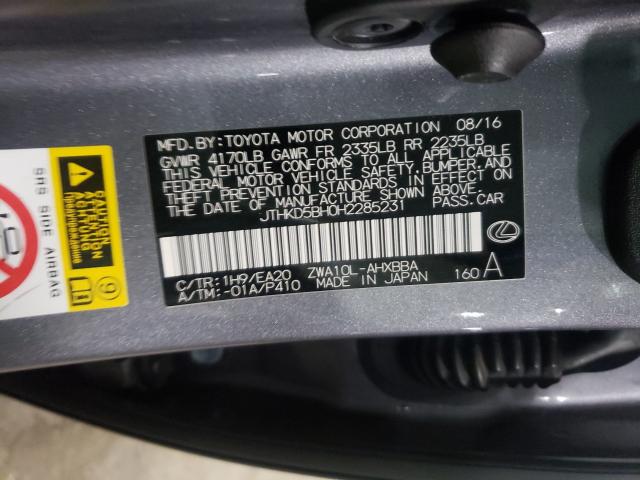 MFD.BY:TOYOTA MOTOR CORPORATION 08/16
GVWR 4170LB GAWR FR 2335LB RR 2235LB
THIS VEHICLE CONFORMS TO ALL APPLICABLE
FEDERAL MOTOR VEHICLE SAFETY,BUMPER,AND
THEFT PREVENTION STANDARDS IN EFFECT ON
THE DATE OF MANUFACTURE SHOWN ABOVE.
JTHKD5BH0H2285231 PASS.CAR
C/TR:1H9/EA20 ZWA10L-AHXBBA
A/TM:-01A/P410 MADE IN JAPAN 160 A
SRS SIDE AIRBAG
9